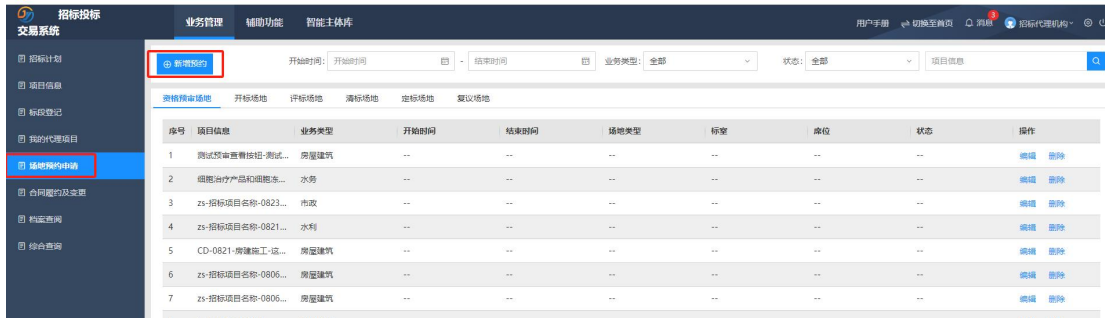 招标投标
交易系统
业务管理 辅助功能 智能主体库
用户手册 切换至首页 消息 3 招标代理机构
招标计划
项目信息
标段登记
我的代理项目
场地预约申请
合同履约及变更
档案查阅
综合查询
新增预约 开始时间: 开始时间 - 结束时间 业务类型: 全部 状态: 全部 项目信息
资格预审场地 开标场地 评标场地 清标场地 定标场地 复议场地
序号 项目信息 业务类型 开始时间 结束时间 场地类型 标室 席位 状态 操作
1 测试预审查看按钮-测试... 房屋建筑 -- -- -- -- -- -- 编辑 删除
2 细胞治疗产品和细胞冻... 水务 -- -- -- -- -- -- 编辑 删除
3 zs-招标项目名称-0823... 市政 -- -- -- -- -- -- 编辑 删除
4 zs-招标项目名称-0821... 水利 -- -- -- -- -- -- 编辑 删除
5 CD-0821-房建施工-这... 房屋建筑 -- -- -- -- -- -- 编辑 删除
6 zs-招标项目名称-0806... 房屋建筑 -- -- -- -- -- -- 编辑 删除
7 zs-招标项目名称-0806... 房屋建筑 -- -- -- -- -- -- 编辑 删除